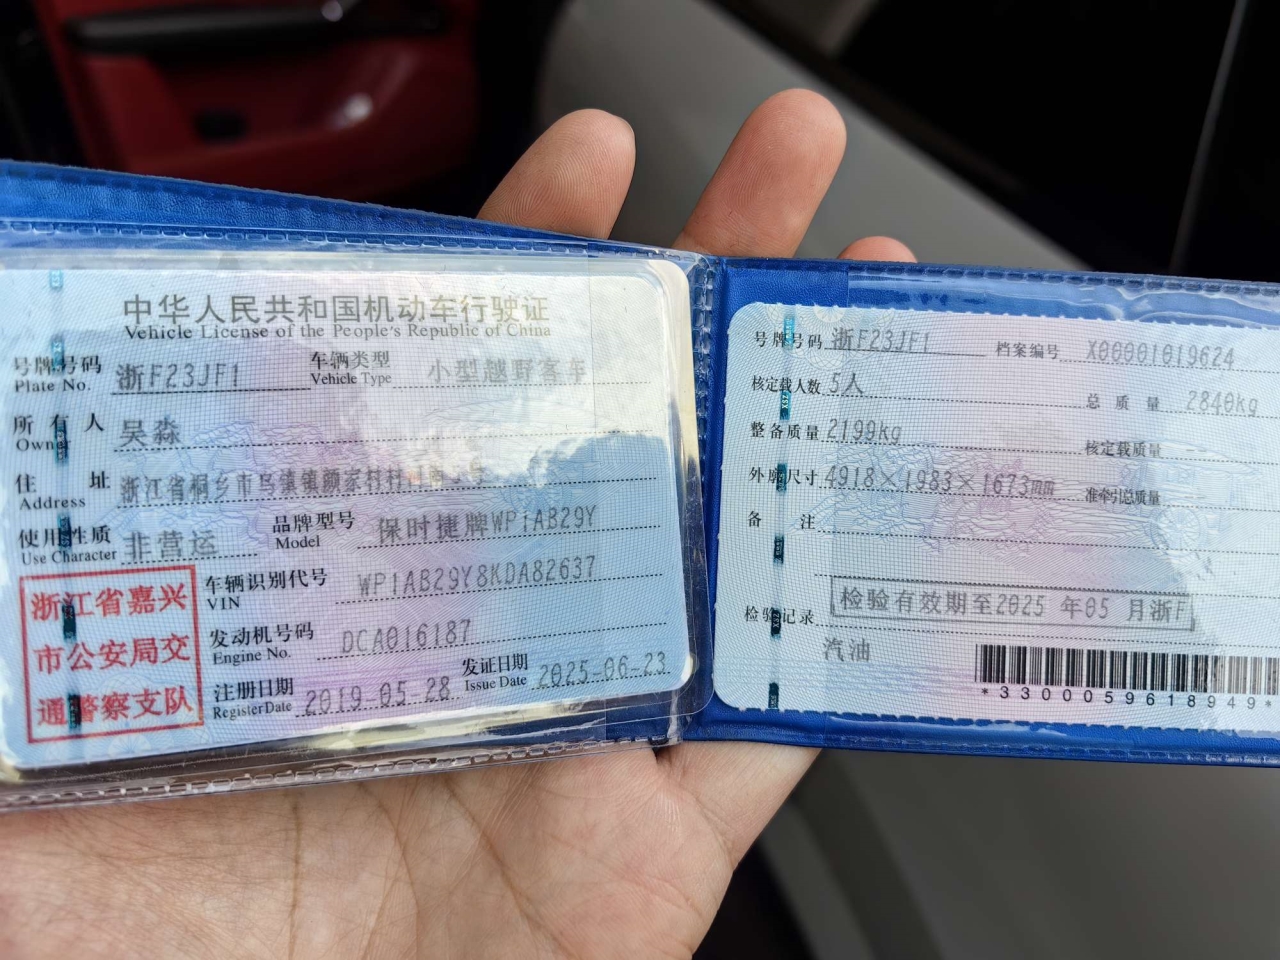 中华人民共和国机动车行驶证
Vehicle License of the People's Republic of China
号牌号码 浙F23JF1 车辆类型 小型越野客车
Plate No. Vehicle Type
所有人 吴淼
Owner
住址 浙江省桐乡市乌镇镇颜家村
Address
使用性质 非营运 品牌型号 保时捷牌WP1AB29Y
Use Character Model
车辆识别代号 WP1AB29Y8KDA82637
VIN
发动机号码 DCA016187
Engine No.
注册日期 2019-05-28 发证日期 2025-06-23
Register Date Issue Date
浙江省嘉兴
市公安局交
通警察支队
号牌号码 浙F23JF1 档案编号 X00001019624
核定载人数 5人 总质量 2840kg
整备质量 2199kg 核定载质量 --
外廓尺寸 4918×1983×1673mm 准牵引总质量 --
备注
检验记录 检验有效期至2025 年05 月浙F
汽油
*3300059618949*